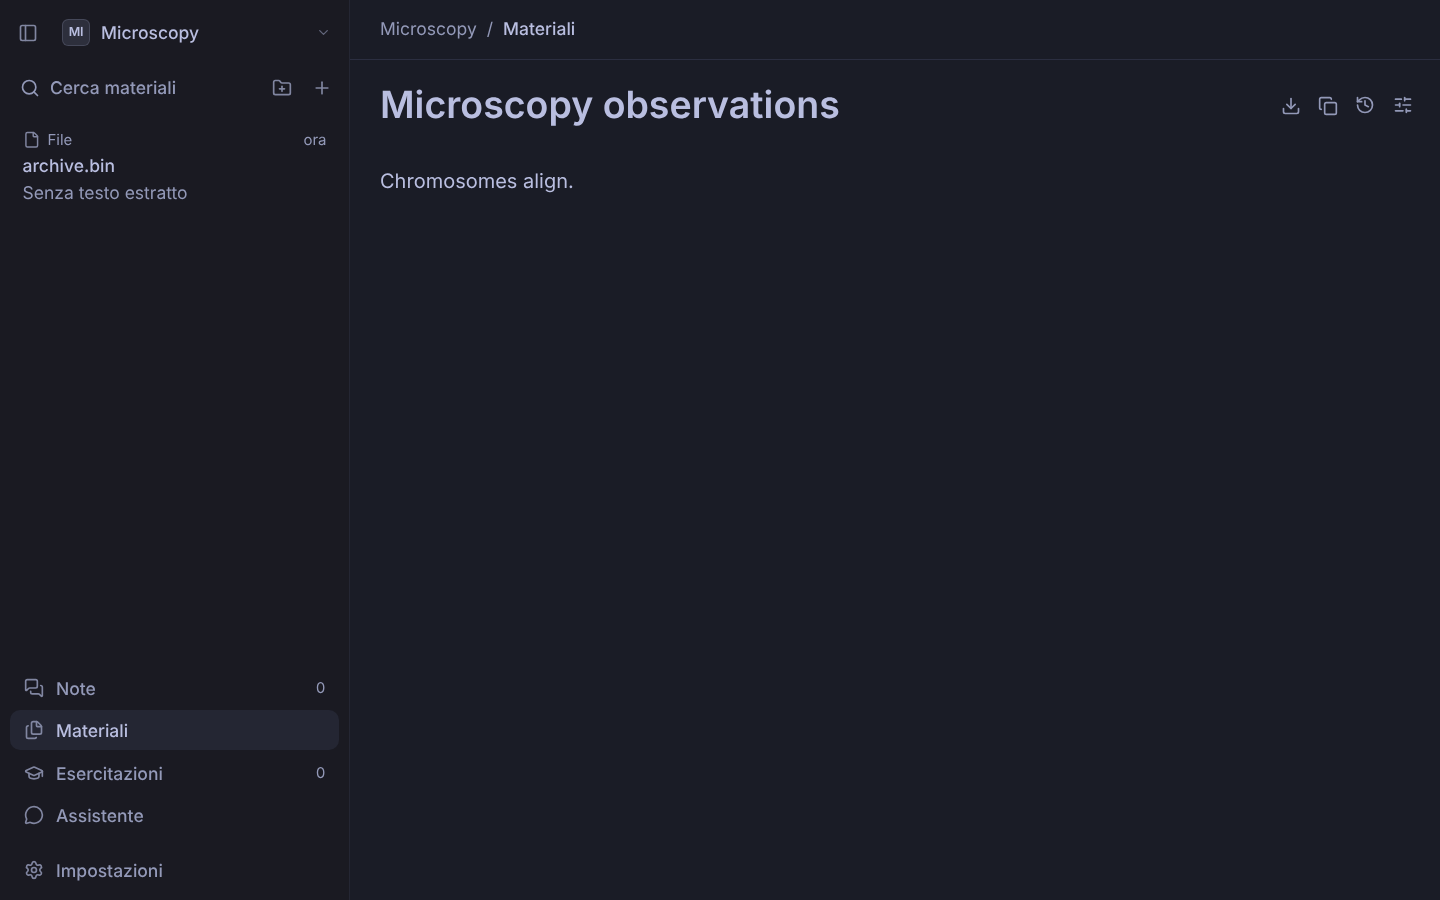 MI Microscopy
Cerca materiali
File ora
archive.bin
Senza testo estratto
Note 0
Materiali
Esercitazioni 0
Assistente
Impostazioni
Microscopy / Materiali
Microscopy observations
Chromosomes align.